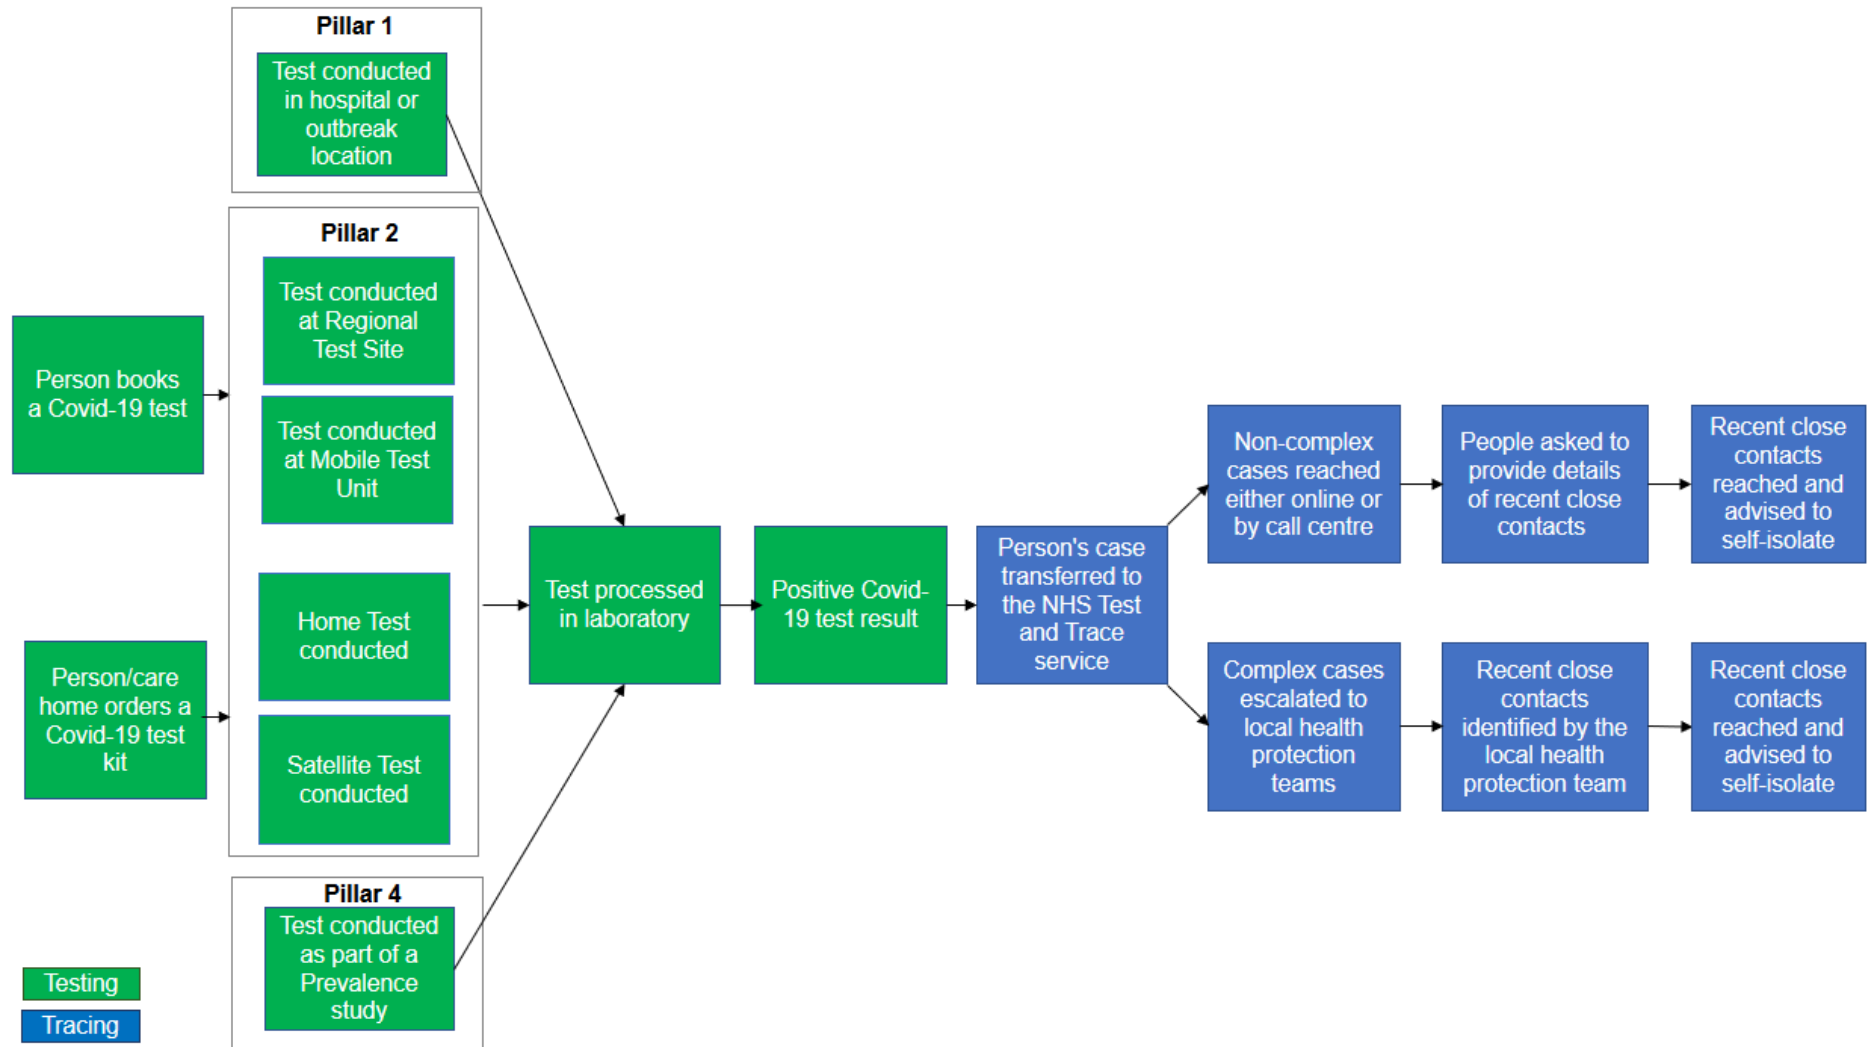 Pillar 1
Test conducted
in hospital or
outbreak
location
Pillar 2
Test conducted
at Regional
Test Site
Test conducted
at Mobile Test
Unit
Home Test
conducted
Satellite Test
conducted
Person books
a Covid-19 test
Person/care
home orders a
Covid-19 test
kit
Pillar 4
Test conducted
as part of a
Prevalence
study
Test processed
in laboratory
Positive Covid-
19 test result
Person's case
transferred to
the NHS Test
and Trace
service
Non-complex
cases reached
either online or
by call centre
People asked to
provide details
of recent close
contacts
Recent close
contacts
reached and
advised to
self-isolate
Complex cases
escalated to
local health
protection
teams
Recent close
contacts
identified by the
local health
protection team
Recent close
contacts
reached and
advised to
self-isolate
Testing
Tracing